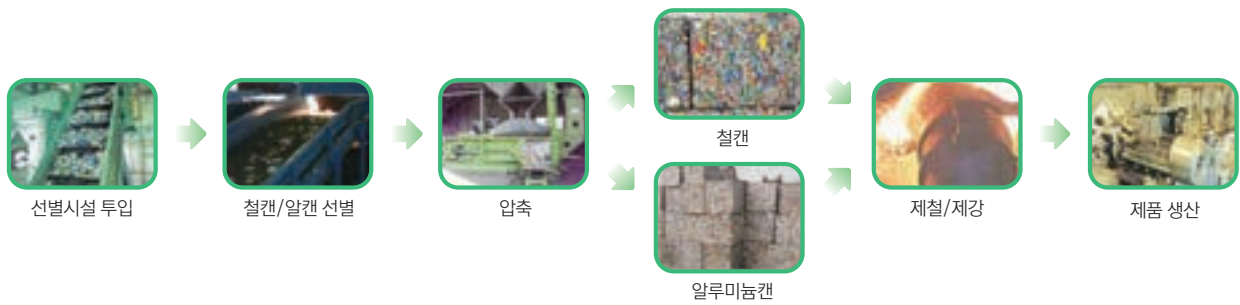 선별시설 투입
철캔/알캔 선별
압축
철캔
알루미늄캔
제철/제강
제품 생산